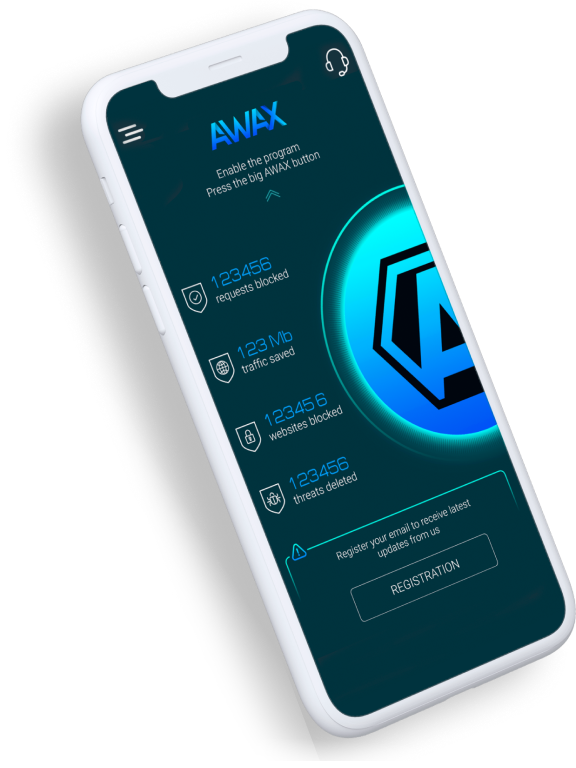 AWAX
Enable the program
Press the big AWAX button
123456
requests blocked
123 Mb
traffic saved
123456
websites blocked
123456
threats deleted
Register your email to receive latest
updates from us
REGISTRATION